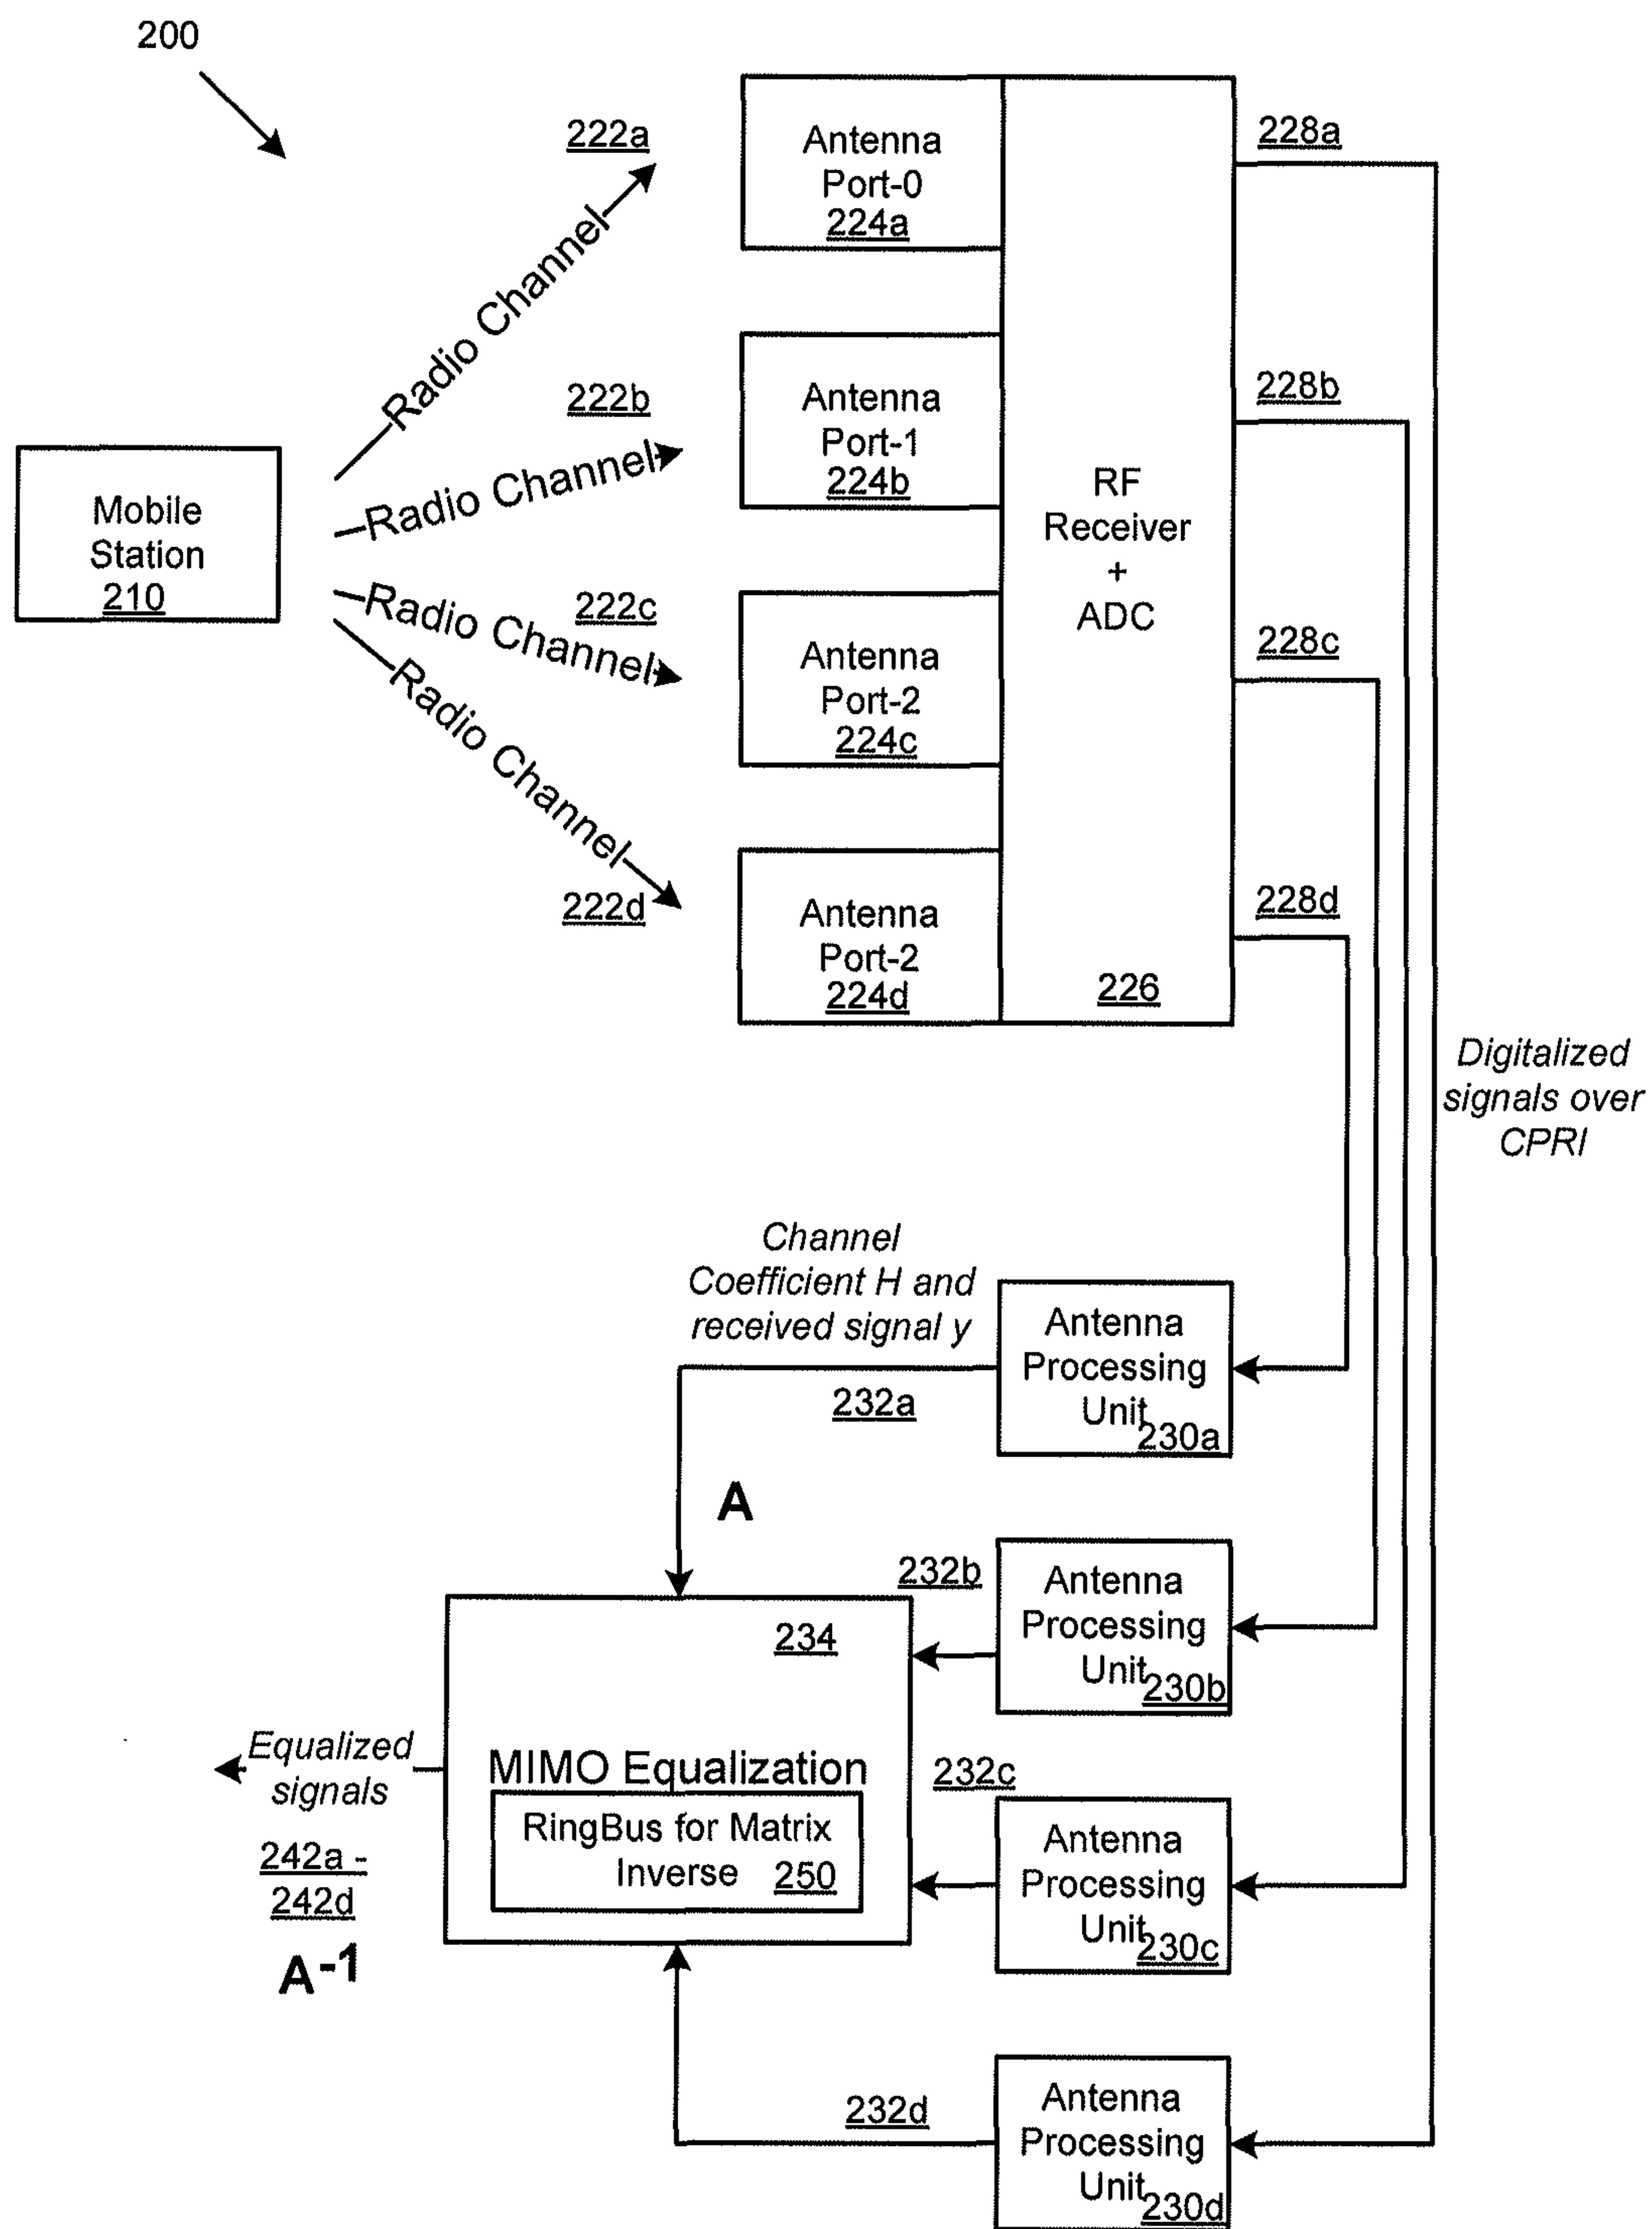 200
222a
Antenna
Port-0
224a
228a
Radio Channel
222b
Antenna
Port-1
224b
228b
Radio Channel
Mobile
Station
210
RF
Receiver
+
ADC
226
222c
Radio Channel
Antenna
Port-2
224c
228c
Radio Channel
222d
Antenna
Port-2
224d
228d
Digitalized
signals over
CPRI
Channel
Coefficient H and
received signal y
232a
Antenna
Processing
Unit
230a
A
232b
Antenna
Processing
Unit
230b
234
MIMO Equalization
RingBus for Matrix
Inverse 250
Equalized
signals
242a -
242d
A-1
232c
Antenna
Processing
Unit
230c
232d
Antenna
Processing
Unit
230d